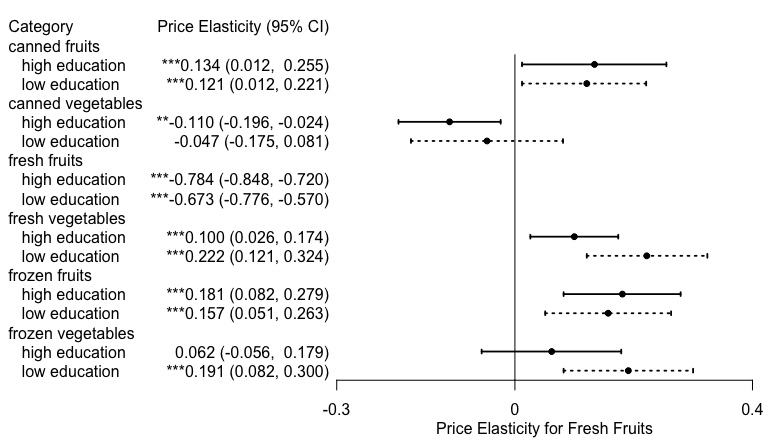 Category Price Elasticity (95% CI)
canned fruits
high education ***0.134 (0.012, 0.255)
low education ***0.121 (0.012, 0.221)
canned vegetables
high education **-0.110 (-0.196, -0.024)
low education -0.047 (-0.175, 0.081)
fresh fruits
high education ***-0.784 (-0.848, -0.720)
low education ***-0.673 (-0.776, -0.570)
fresh vegetables
high education ***0.100 (0.026, 0.174)
low education ***0.222 (0.121, 0.324)
frozen fruits
high education ***0.181 (0.082, 0.279)
low education ***0.157 (0.051, 0.263)
frozen vegetables
high education 0.062 (-0.056, 0.179)
low education ***0.191 (0.082, 0.300)
-0.3 0 0.4
Price Elasticity for Fresh Fruits